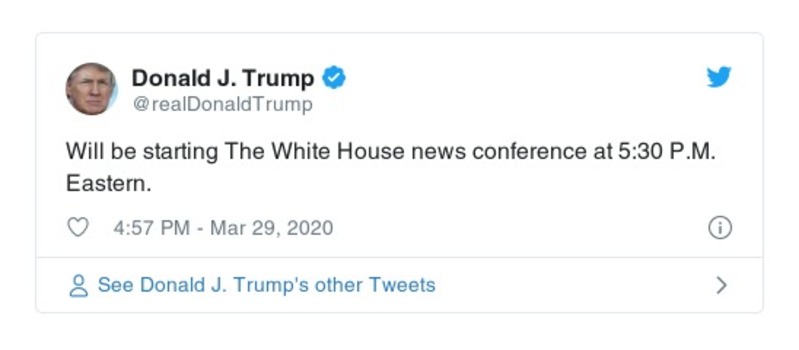 Donald J. Trump
@realDonaldTrump
Will be starting The White House news conference at 5:30 P.M.
Eastern.
4:57 PM - Mar 29, 2020
See Donald J. Trump's other Tweets